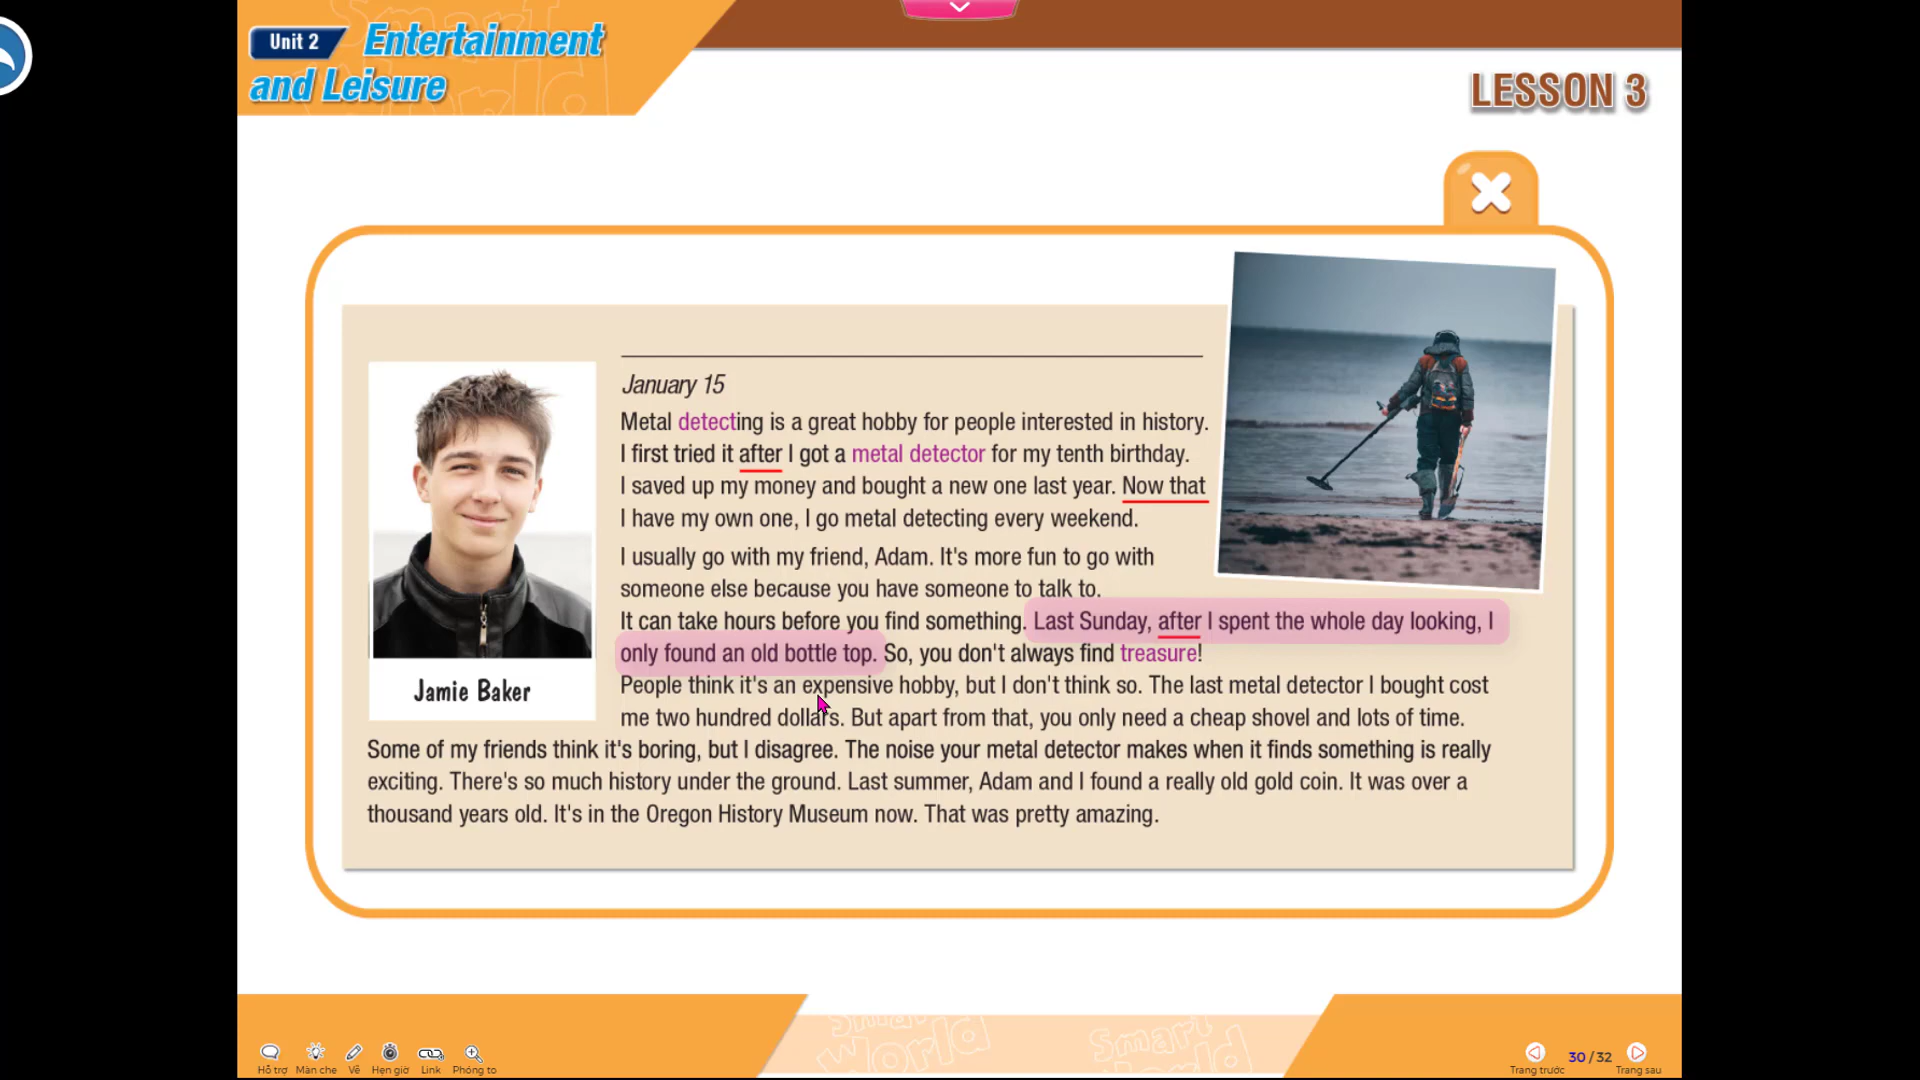 Unit 2 Entertainment
and Leisure
LESSON 3
January 15
Metal detecting is a great hobby for people interested in history.
I first tried it after I got a metal detector for my tenth birthday.
I saved up my money and bought a new one last year. Now that
I have my own one, I go metal detecting every weekend.
I usually go with my friend, Adam. It's more fun to go with
someone else because you have someone to talk to.
It can take hours before you find something. Last Sunday, after I spent the whole day looking, I
only found an old bottle top. So, you don't always find treasure!
People think it's an expensive hobby, but I don't think so. The last metal detector I bought cost
me two hundred dollars. But apart from that, you only need a cheap shovel and lots of time.
Some of my friends think it's boring, but I disagree. The noise your metal detector makes when it finds something is really
exciting. There's so much history under the ground. Last summer, Adam and I found a really old gold coin. It was over a
thousand years old. It's in the Oregon History Museum now. That was pretty amazing.
Jamie Baker
Smart World
Smart World
Hỗ trợ Màn che Vẽ Hẹn giờ Link Phóng to
Trang trước 30 / 32 Trang sau